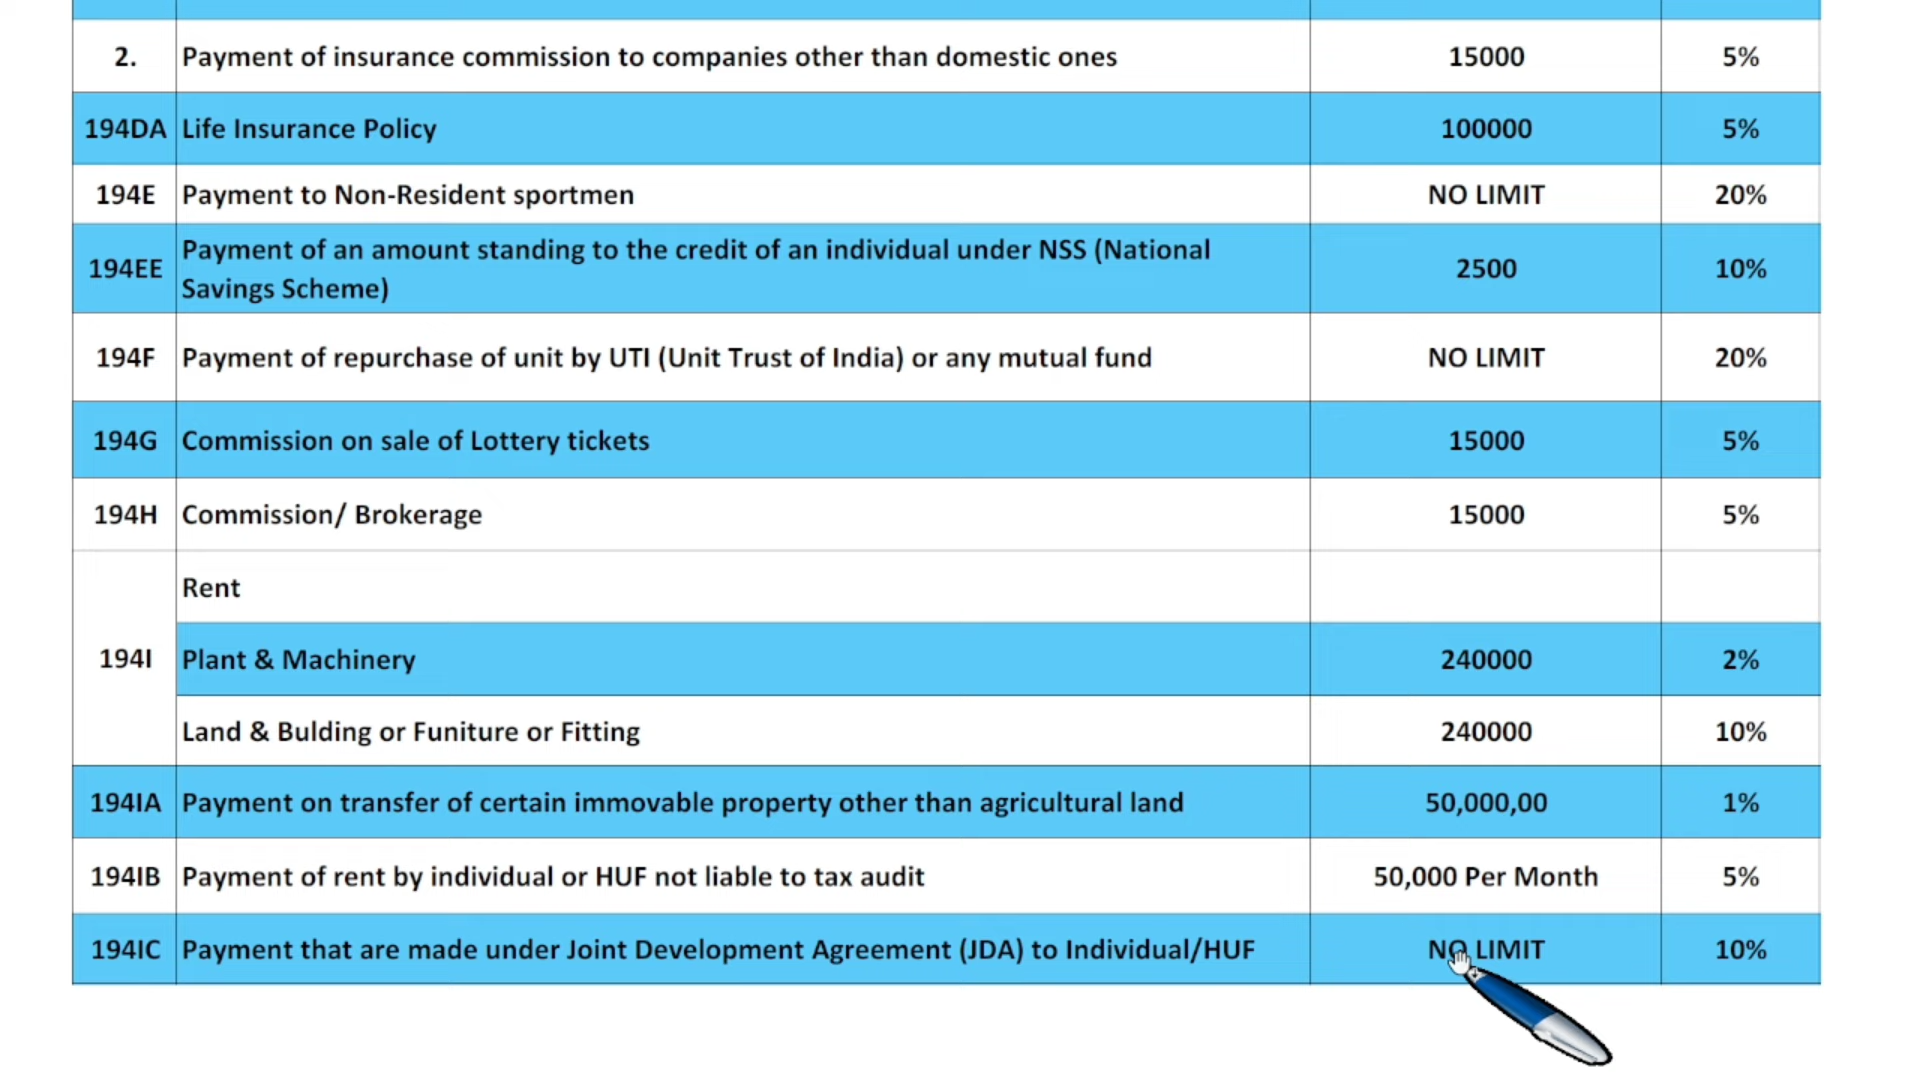 2. Payment of insurance commission to companies other than domestic ones 15000 5%
194DA Life Insurance Policy 100000 5%
194E Payment to Non-Resident sportmen NO LIMIT 20%
194EE Payment of an amount standing to the credit of an individual under NSS (National
Savings Scheme) 2500 10%
194F Payment of repurchase of unit by UTI (Unit Trust of India) or any mutual fund NO LIMIT 20%
194G Commission on sale of Lottery tickets 15000 5%
194H Commission/ Brokerage 15000 5%
Rent
194I Plant & Machinery 240000 2%
Land & Bulding or Funiture or Fitting 240000 10%
194IA Payment on transfer of certain immovable property other than agricultural land 50,000,00 1%
194IB Payment of rent by individual or HUF not liable to tax audit 50,000 Per Month 5%
194IC Payment that are made under Joint Development Agreement (JDA) to Individual/HUF NO LIMIT 10%